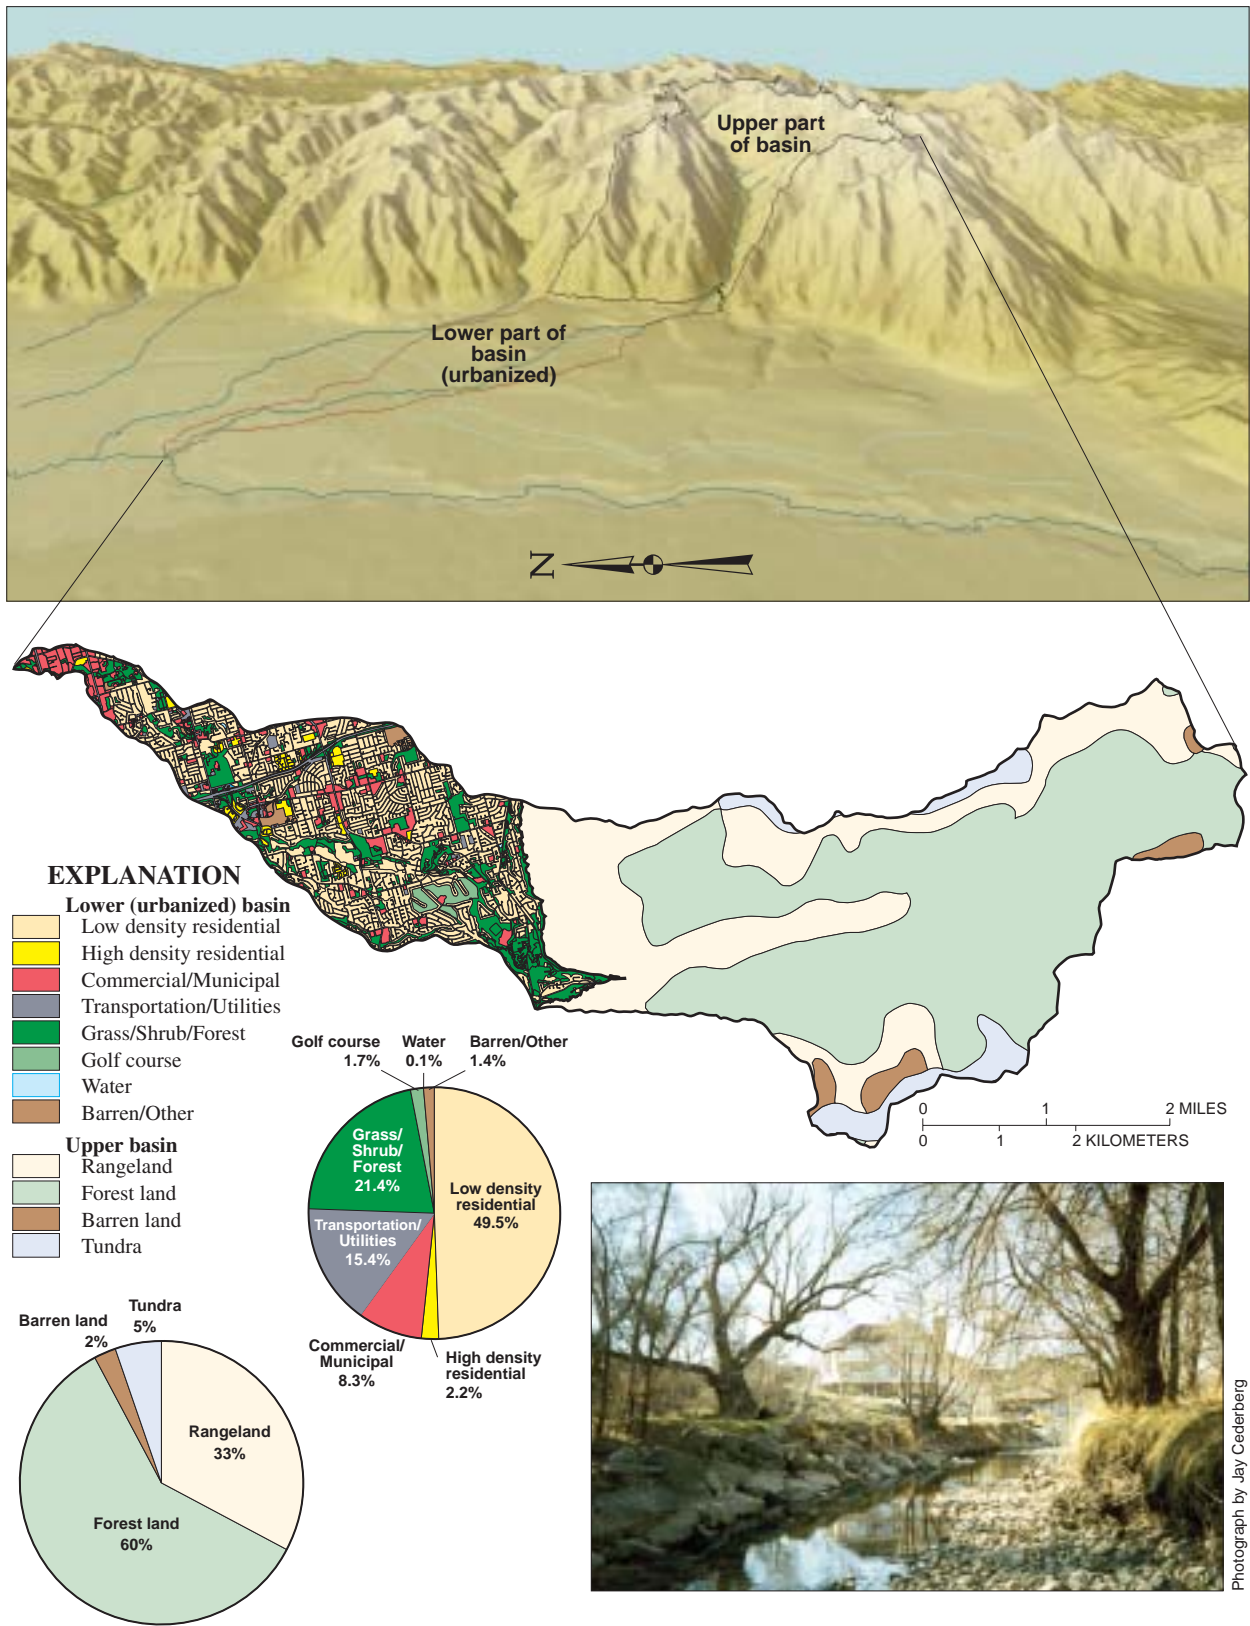 Upper part
of basin
Lower part of
basin
(urbanized)
N
EXPLANATION
Lower (urbanized) basin
Low density residential
High density residential
Commercial/Municipal
Transportation/Utilities
Grass/Shrub/Forest
Golf course
Water
Barren/Other
Upper basin
Rangeland
Forest land
Barren land
Tundra
Golf course
1.7%
Water
0.1%
Barren/Other
1.4%
Grass/
Shrub/
Forest
21.4%
Low density
residential
49.5%
Transportation/
Utilities
15.4%
Commercial/
Municipal
8.3%
High density
residential
2.2%
0 1 2 MILES
0 1 2 KILOMETERS
Barren land
2%
Tundra
5%
Rangeland
33%
Forest land
60%
Photograph by Jay Cederberg